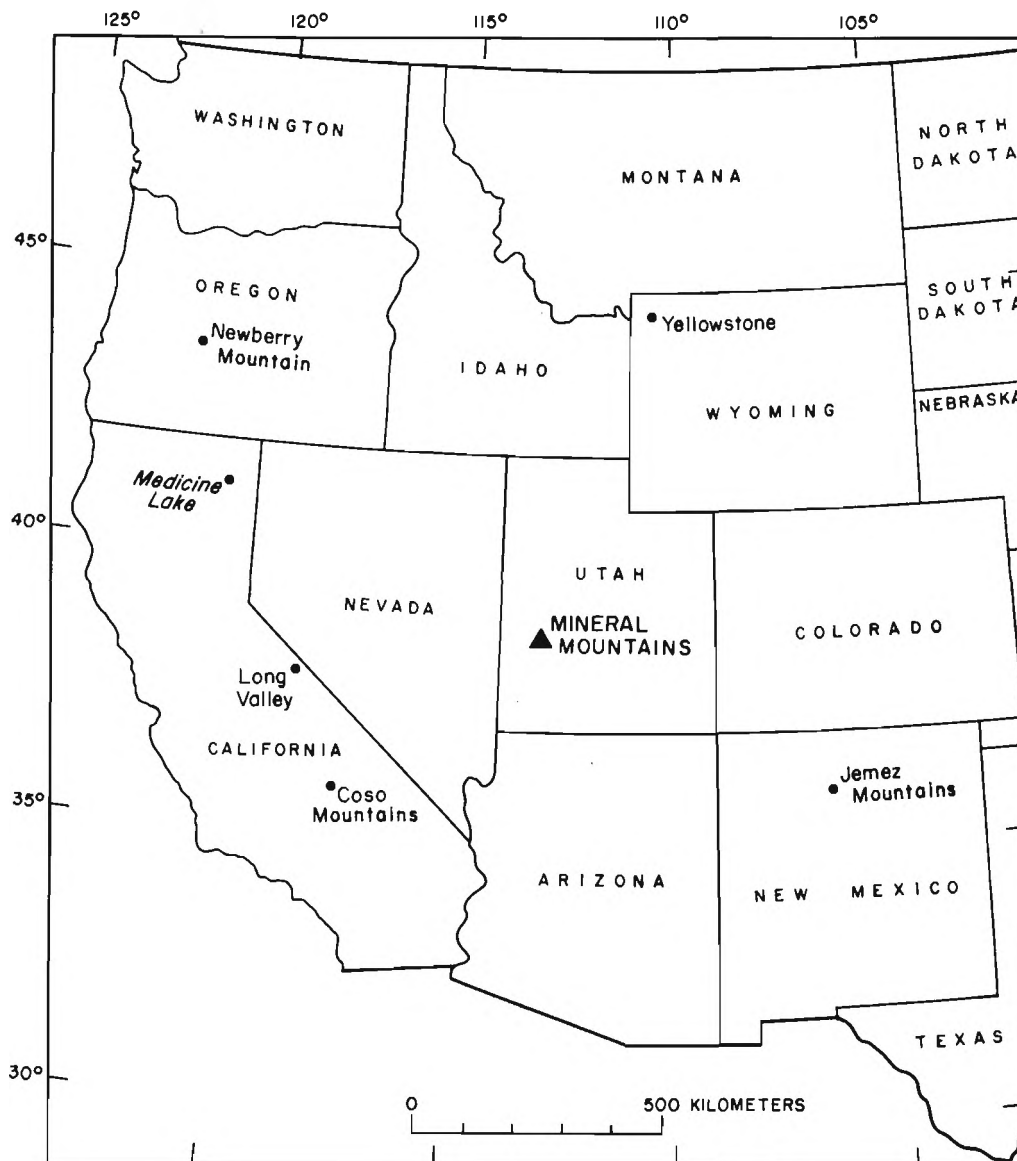 125°
120°
115°
110°
105°
WASHINGTON
MONTANA
NORTH
DAKOTA
45°
OREGON
SOUTH
DAKOTA
Newberry
Mountain
Yellowstone
IDAHO
WYOMING
NEBRASKA
Medicine
Lake
40°
UTAH
NEVADA
MINERAL
MOUNTAINS
COLORADO
Long
Valley
CALIFORNIA
Coso
Mountains
Jemez
Mountains
35°
ARIZONA
NEW MEXICO
TEXAS
30°
0 500 KILOMETERS